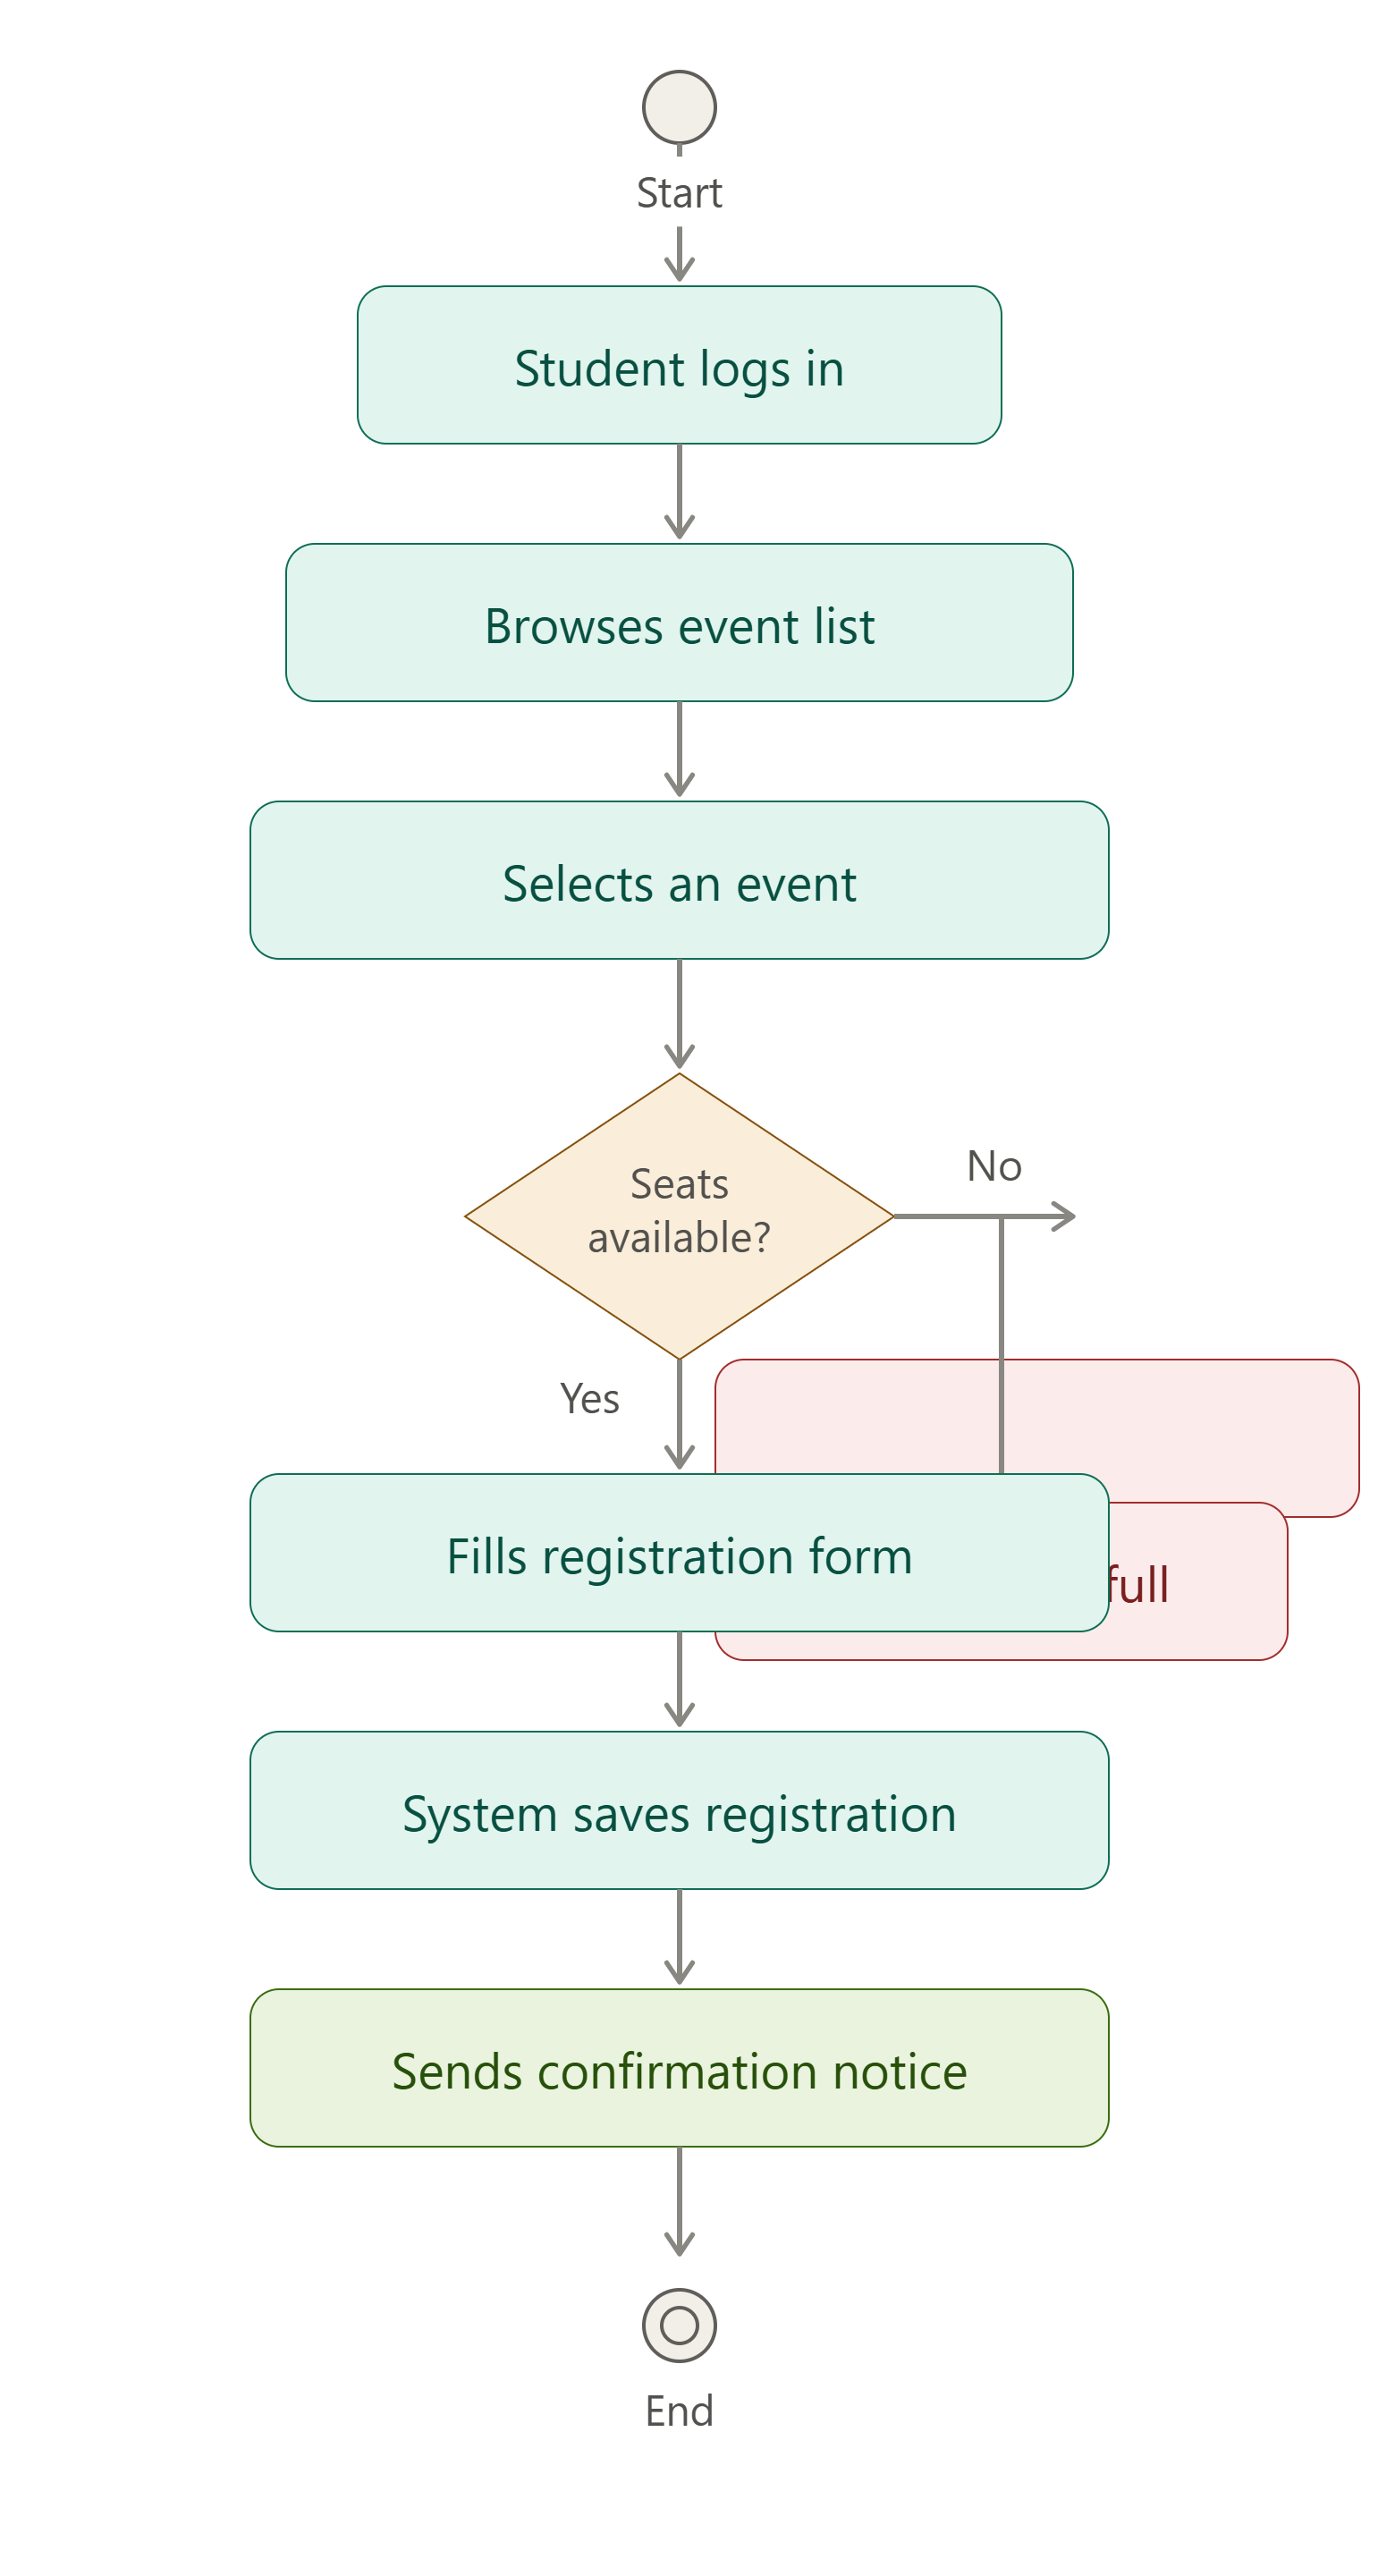 Start
Student logs in
Browses event list
Selects an event
Seats
available?
No
Yes
Fills registration form
full
System saves registration
Sends confirmation notice
End